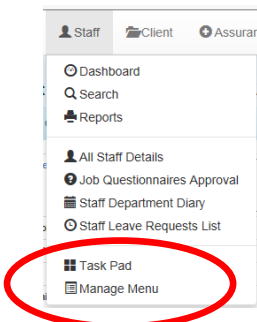 Staff Client Assurar
Dashboard
Search
Reports
All Staff Details
Job Questionnaires Approval
Staff Department Diary
Staff Leave Requests List
Task Pad
Manage Menu